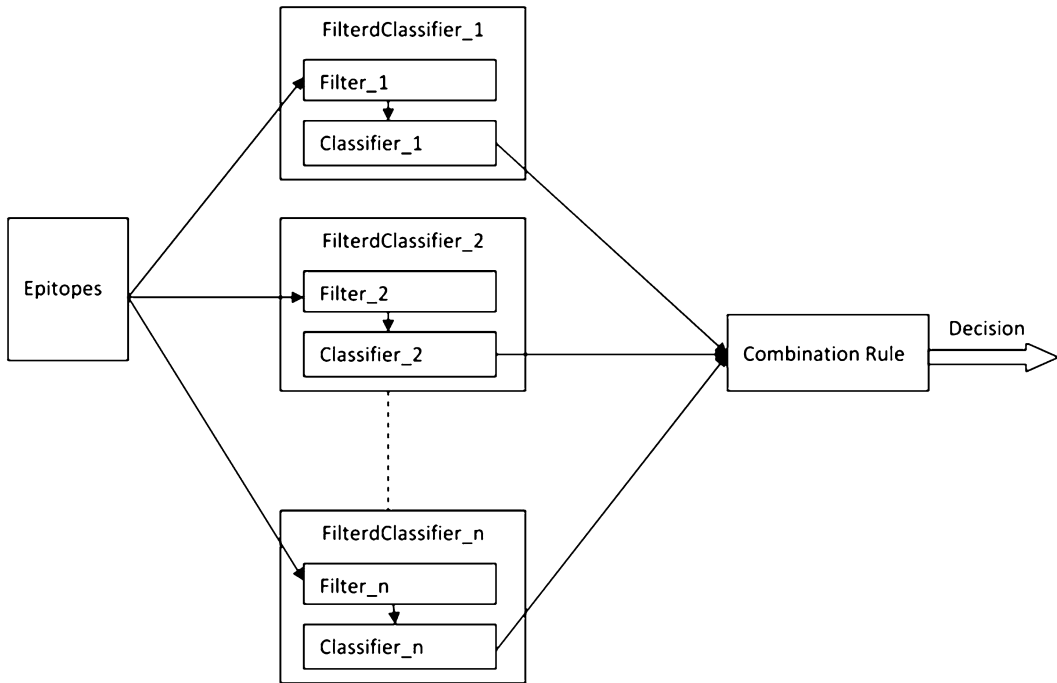 FilterdClassifier_1
Filter_1
Classifier_1
Epitopes
FilterdClassifier_2
Filter_2
Classifier_2
Combination Rule
Decision
FilterdClassifier_n
Filter_n
Classifier_n